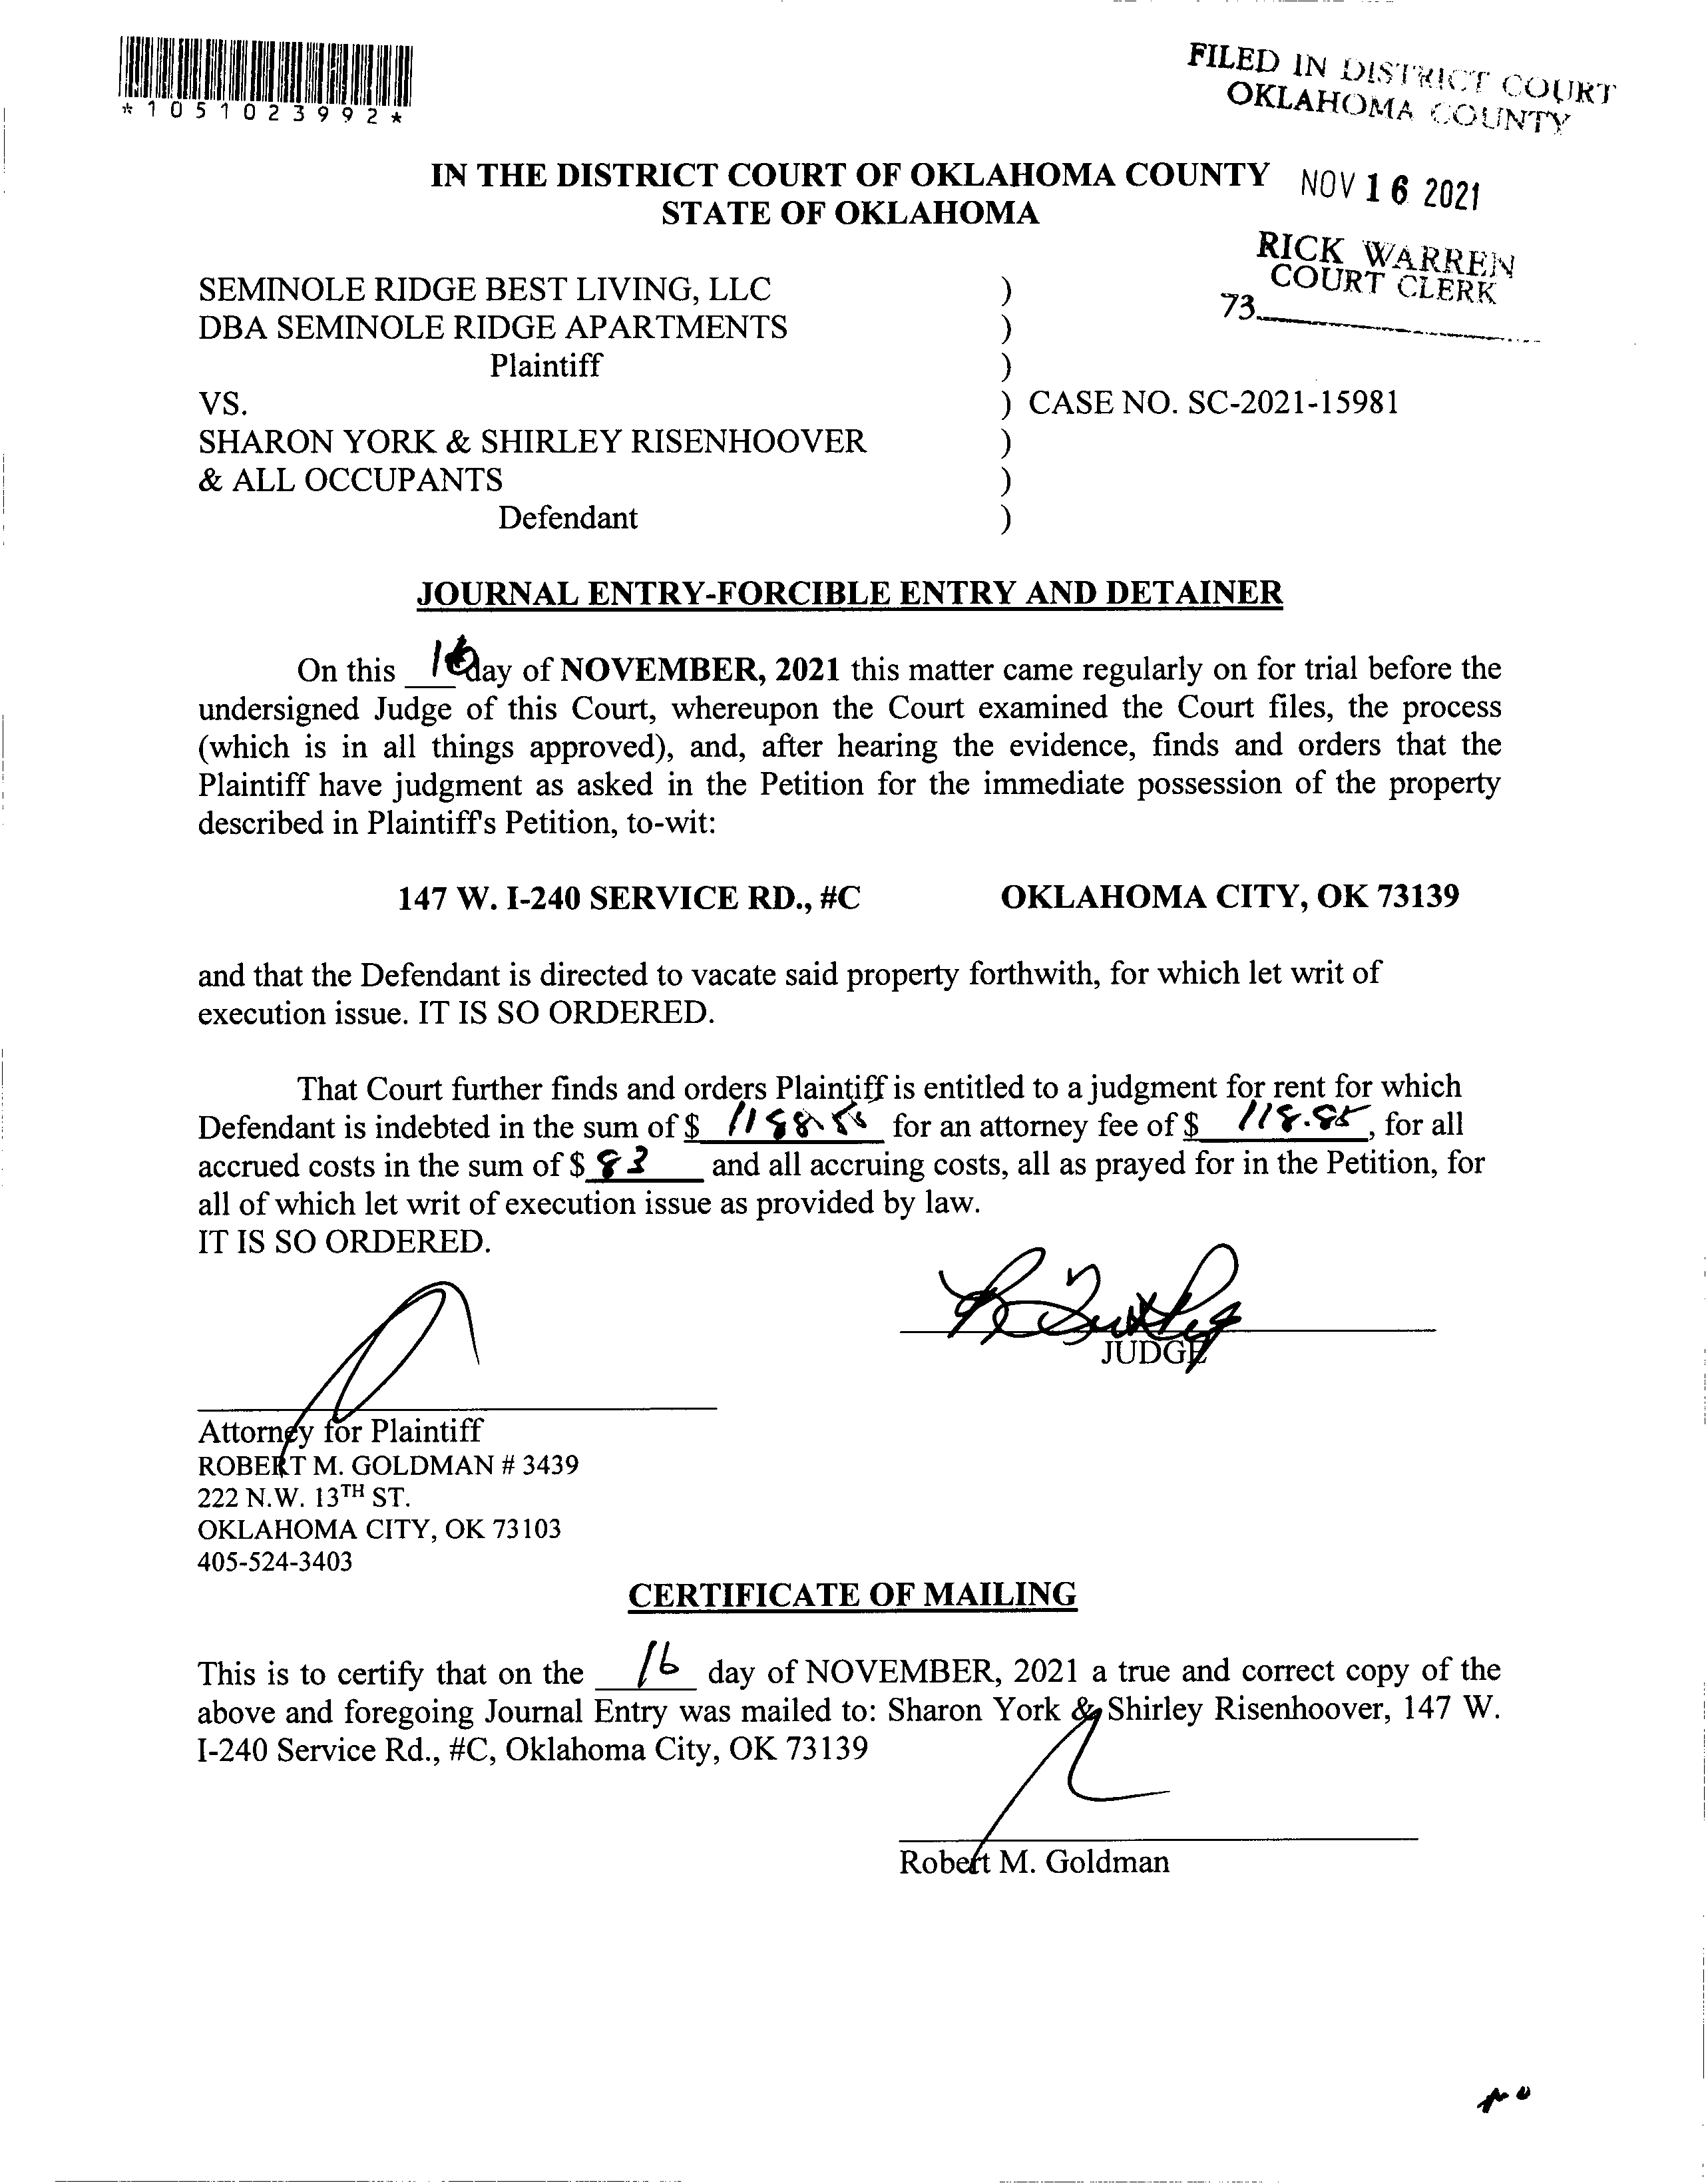 *1051023992*
FILED IN DISTRICT COURT
OKLAHOMA COUNTY
NOV 16 2021
RICK WARREN
COURT CLERK
73
IN THE DISTRICT COURT OF OKLAHOMA COUNTY
STATE OF OKLAHOMA
SEMINOLE RIDGE BEST LIVING, LLC )
DBA SEMINOLE RIDGE APARTMENTS )
Plaintiff )
VS. ) CASE NO. SC-2021-15981
SHARON YORK & SHIRLEY RISENHOOVER )
& ALL OCCUPANTS )
Defendant )
JOURNAL ENTRY-FORCIBLE ENTRY AND DETAINER
On this 16 day of NOVEMBER, 2021 this matter came regularly on for trial before the
undersigned Judge of this Court, whereupon the Court examined the Court files, the process
(which is in all things approved), and, after hearing the evidence, finds and orders that the
Plaintiff have judgment as asked in the Petition for the immediate possession of the property
described in Plaintiff's Petition, to-wit:
147 W. I-240 SERVICE RD., #C OKLAHOMA CITY, OK 73139
and that the Defendant is directed to vacate said property forthwith, for which let writ of
execution issue. IT IS SO ORDERED.
That Court further finds and orders Plaintiff is entitled to a judgment for rent for which
Defendant is indebted in the sum of $ for an attorney fee of $ 118.85, for all
accrued costs in the sum of $ 83 and all accruing costs, all as prayed for in the Petition, for
all of which let writ of execution issue as provided by law.
IT IS SO ORDERED.
JUDGE
Attorney for Plaintiff
ROBERT M. GOLDMAN # 3439
222 N.W. 13TH ST.
OKLAHOMA CITY, OK 73103
405-524-3403
CERTIFICATE OF MAILING
This is to certify that on the 16 day of NOVEMBER, 2021 a true and correct copy of the
above and foregoing Journal Entry was mailed to: Sharon York & Shirley Risenhoover, 147 W.
I-240 Service Rd., #C, Oklahoma City, OK 73139
Robert M. Goldman